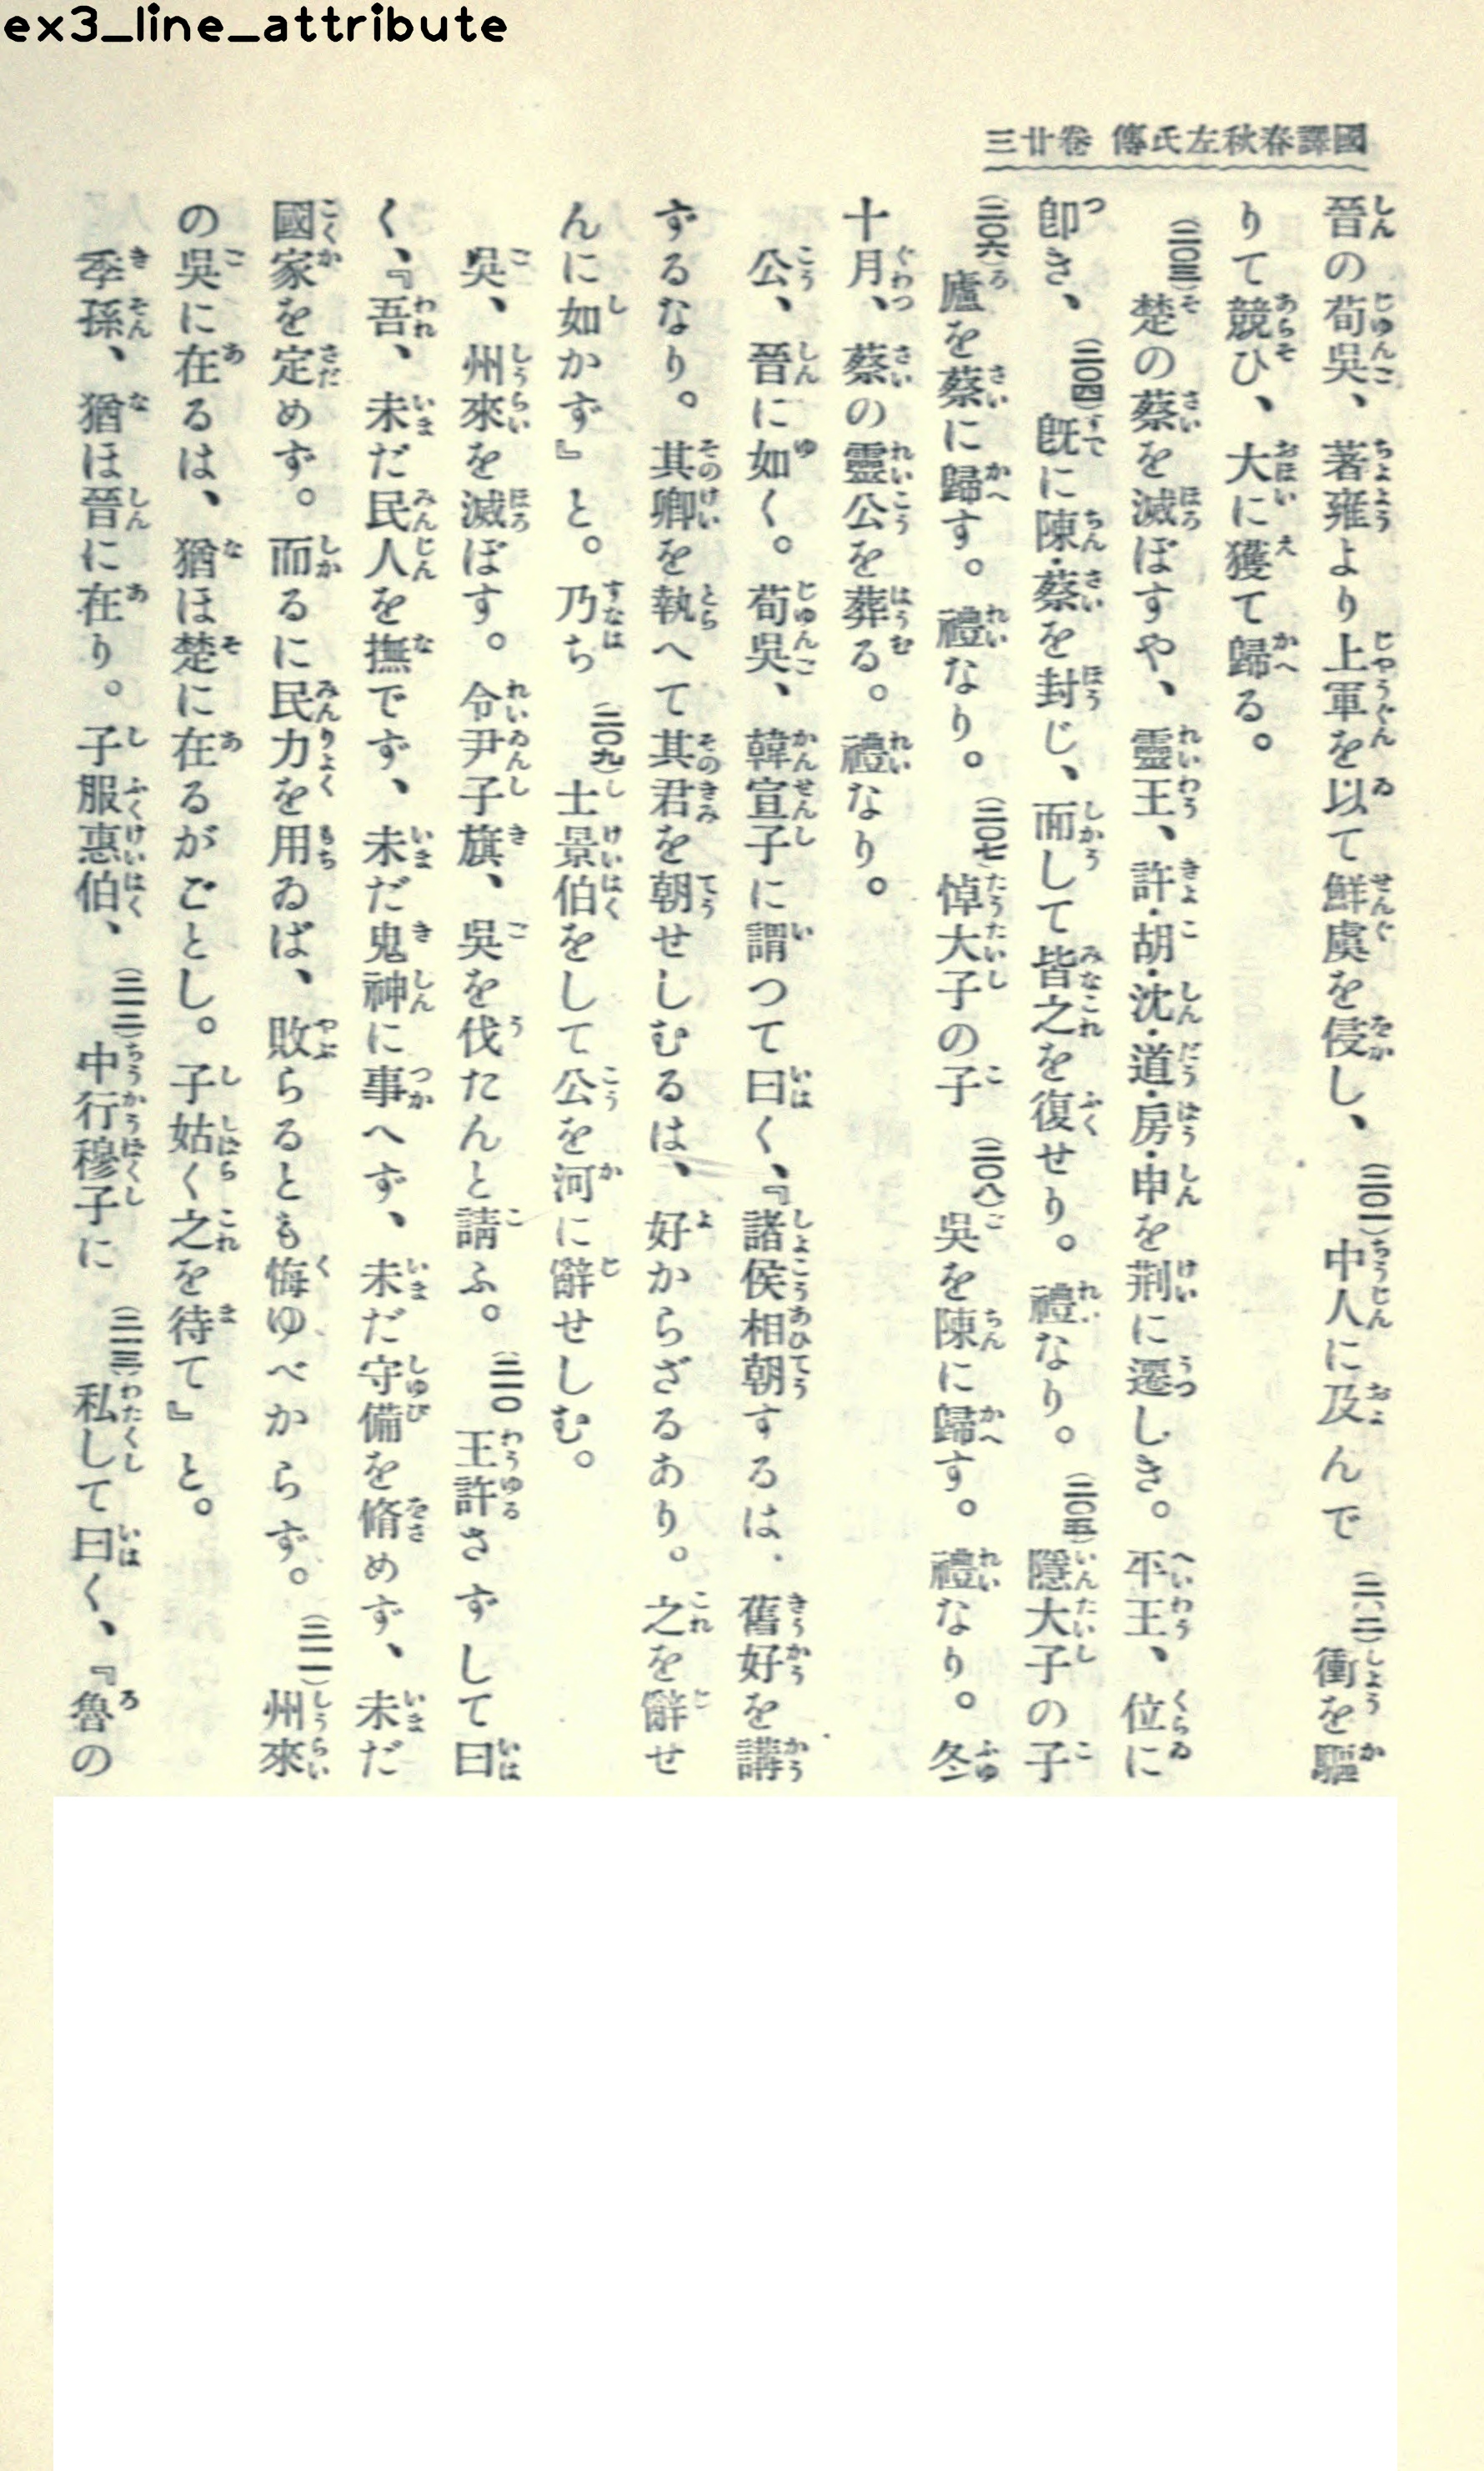 ex3_line_attribute
國譯春秋左氏傳 卷廿三
晉の荀吳、著雍より上軍を以て鮮虞を侵し、(二〇一)中人に及んで(二〇二)衝を驅
りて競ひ、大に獲て歸る。
(二〇三)楚の蔡を滅ぼすや、靈王、許・胡・沈・道・房・申を荆に遷しき。平王、位に
卽き、(二〇四)旣に陳・蔡を封じ、而して皆之を復せり。禮なり。(二〇五)隱大子の子
(二〇六)廬を蔡に歸す。禮なり。(二〇七)悼大子の子(二〇八)吳を陳に歸す。禮なり。冬
十月、蔡の靈公を葬る。禮なり。
公、晉に如く。荀吳、韓宣子に謂つて曰く、『諸侯相朝するは、舊好を講
ずるなり。其卿を執へて其君を朝せしむるは、好からざるあり。之を辭せ
んに如かず』と。乃ち(二〇九)士景伯をして公を河に辭せしむ。
吳、州來を滅ぼす。令尹子旗、吳を伐たんと請ふ。(二一〇)王許さずして曰
く、『吾、未だ民人を撫でず、未だ鬼神に事へず、未だ守備を脩めず、未だ
國家を定めず。而るに民力を用ゐば、敗らるとも悔ゆべからず。(二一一)州來
の吳に在るは、猶ほ楚に在るがごとし。子姑く之を待て』と。
季孫、猶ほ晉に在り。子服惠伯、(二一二)中行穆子に(二一三)私して曰く、『魯の